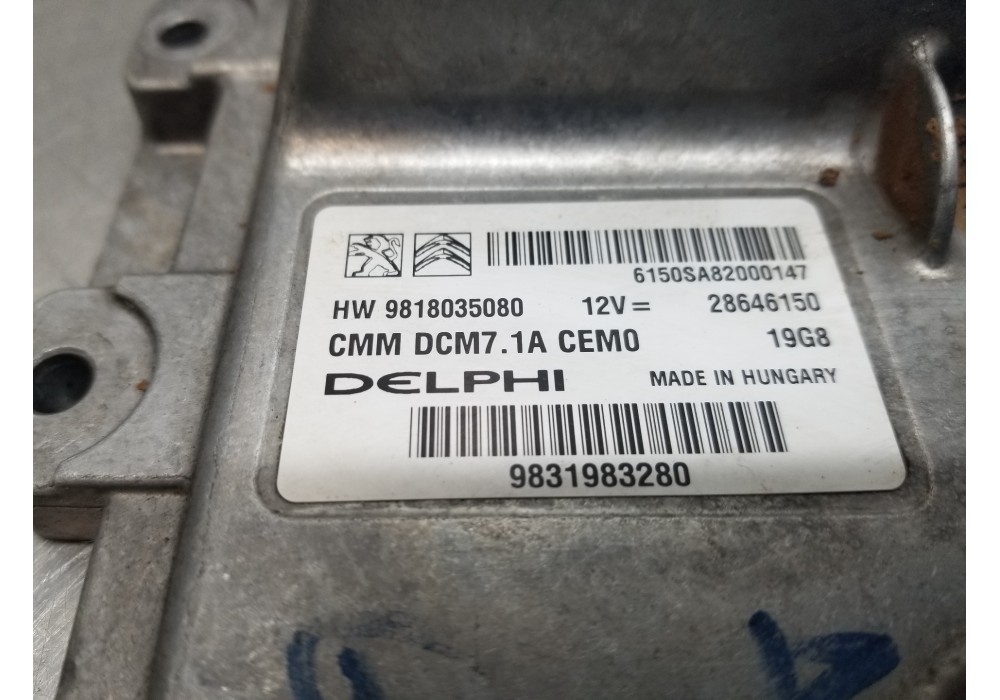 6150SA82000147
HW 9818035080 12V= 28646150
CMM DCM7.1A CEM0 19G8
DELPHI MADE IN HUNGARY
9831983280